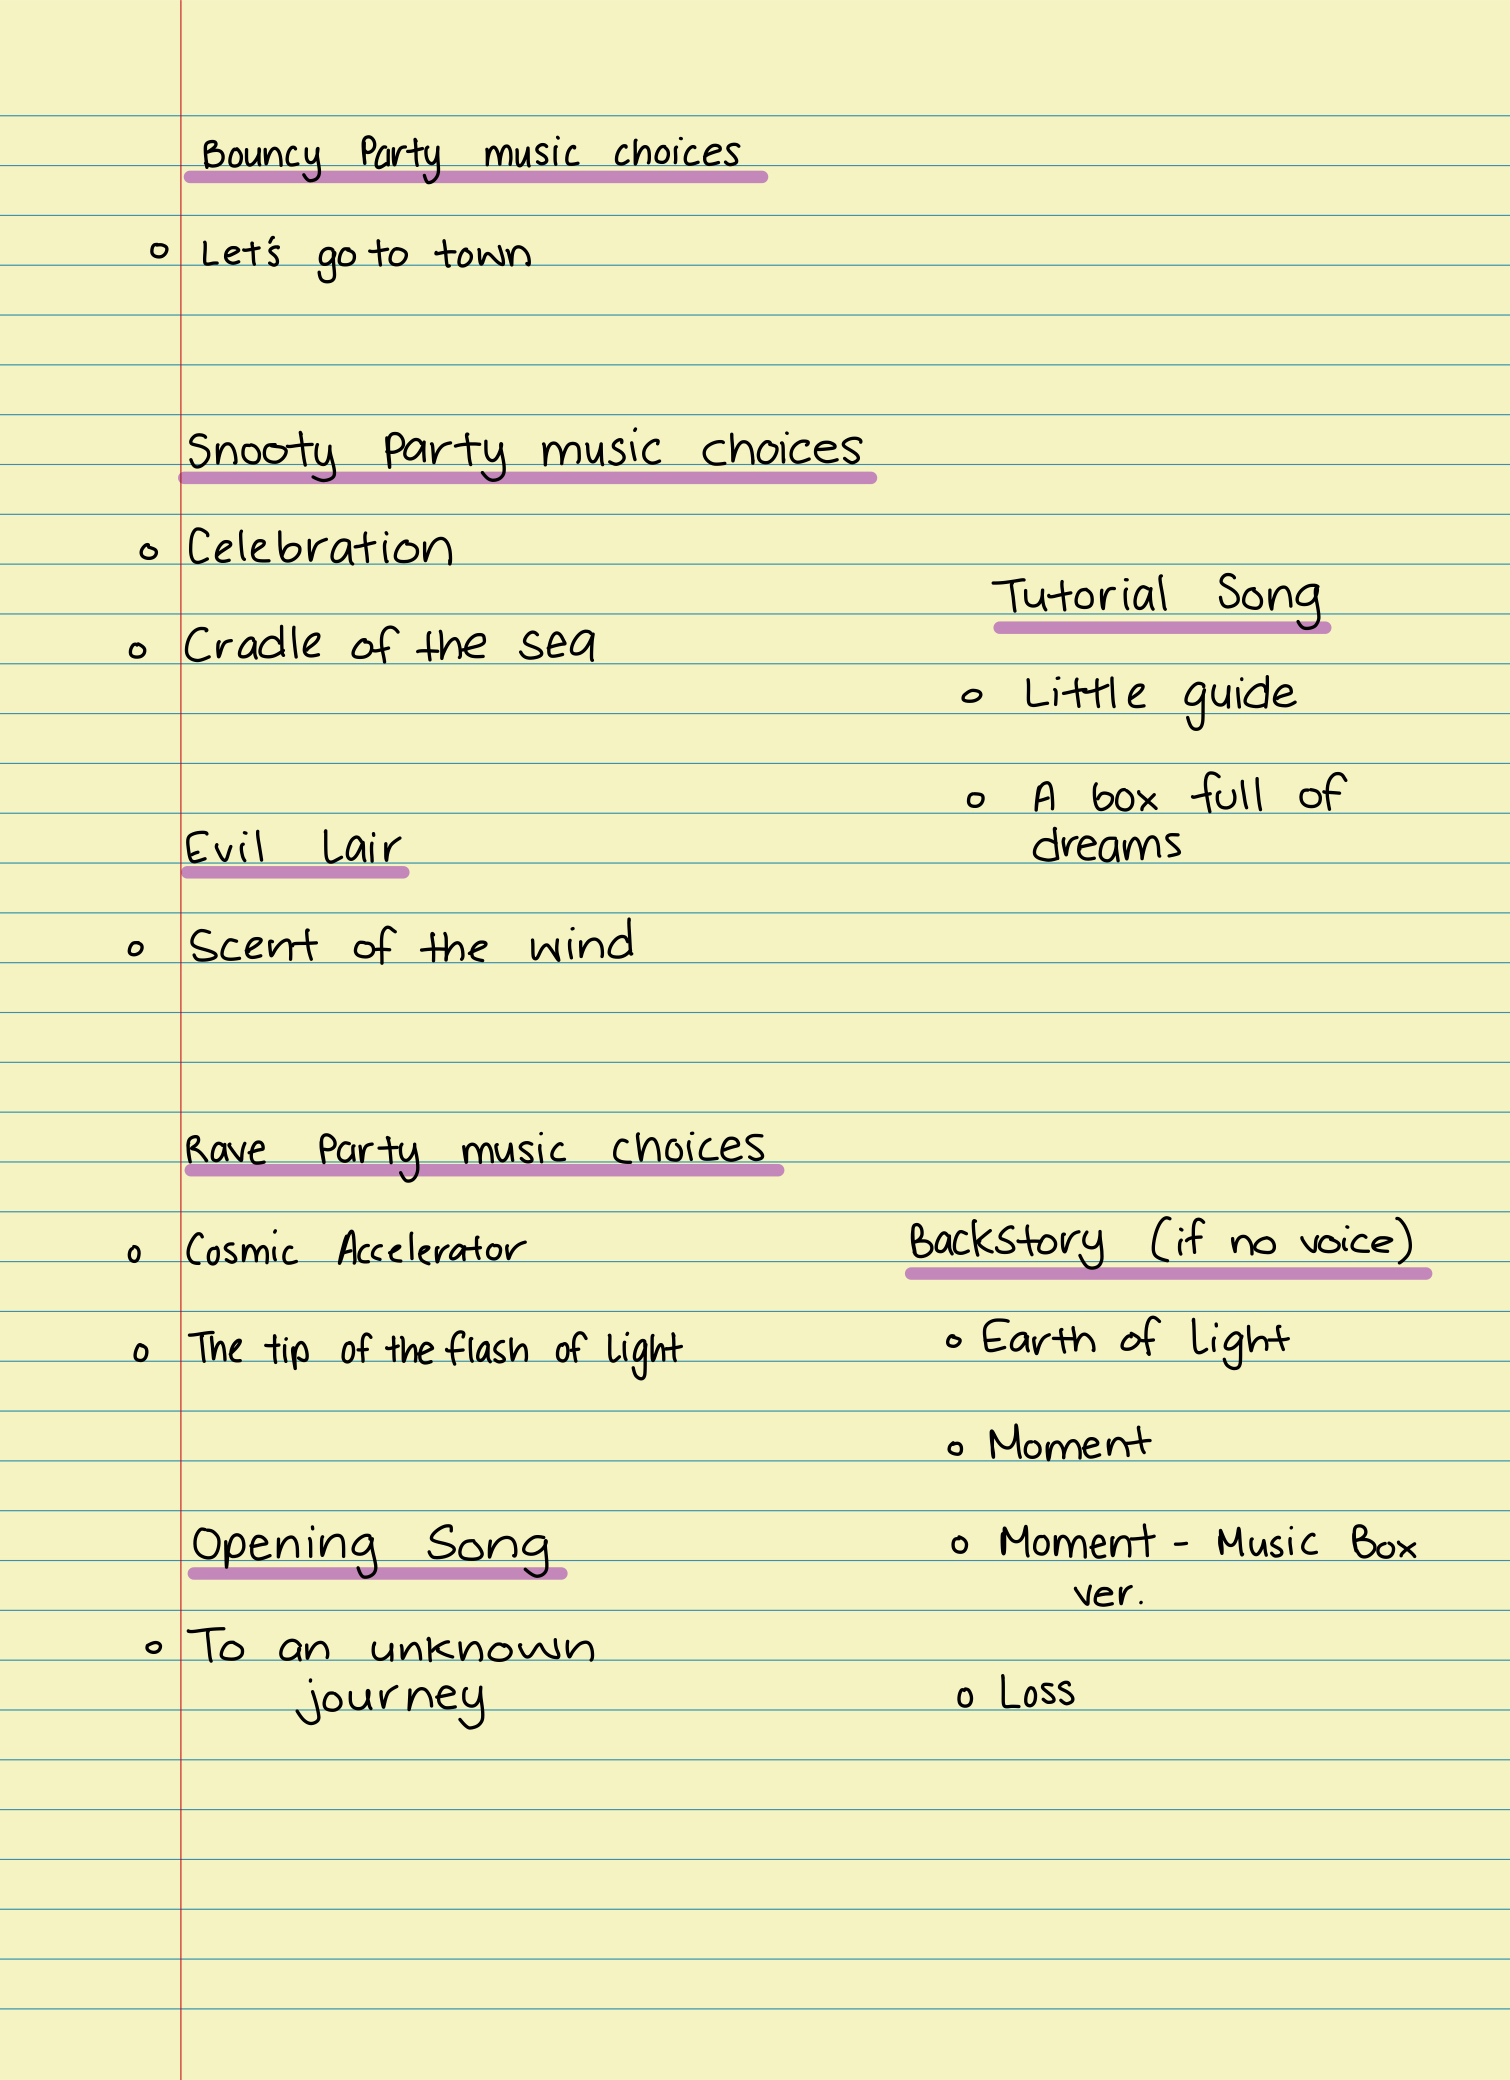 Bouncy Party music choices
Let's go to town
Snooty Party music choices
Celebration
Cradle of the sea
Evil Lair
Scent of the wind
Rave Party music choices
Cosmic Accelerator
The tip of the flash of light
Opening Song
To an unknown
journey
Tutorial Song
Little guide
A box full of
dreams
Backstory (if no voice)
Earth of light
Moment
Moment - Music Box
ver.
Loss